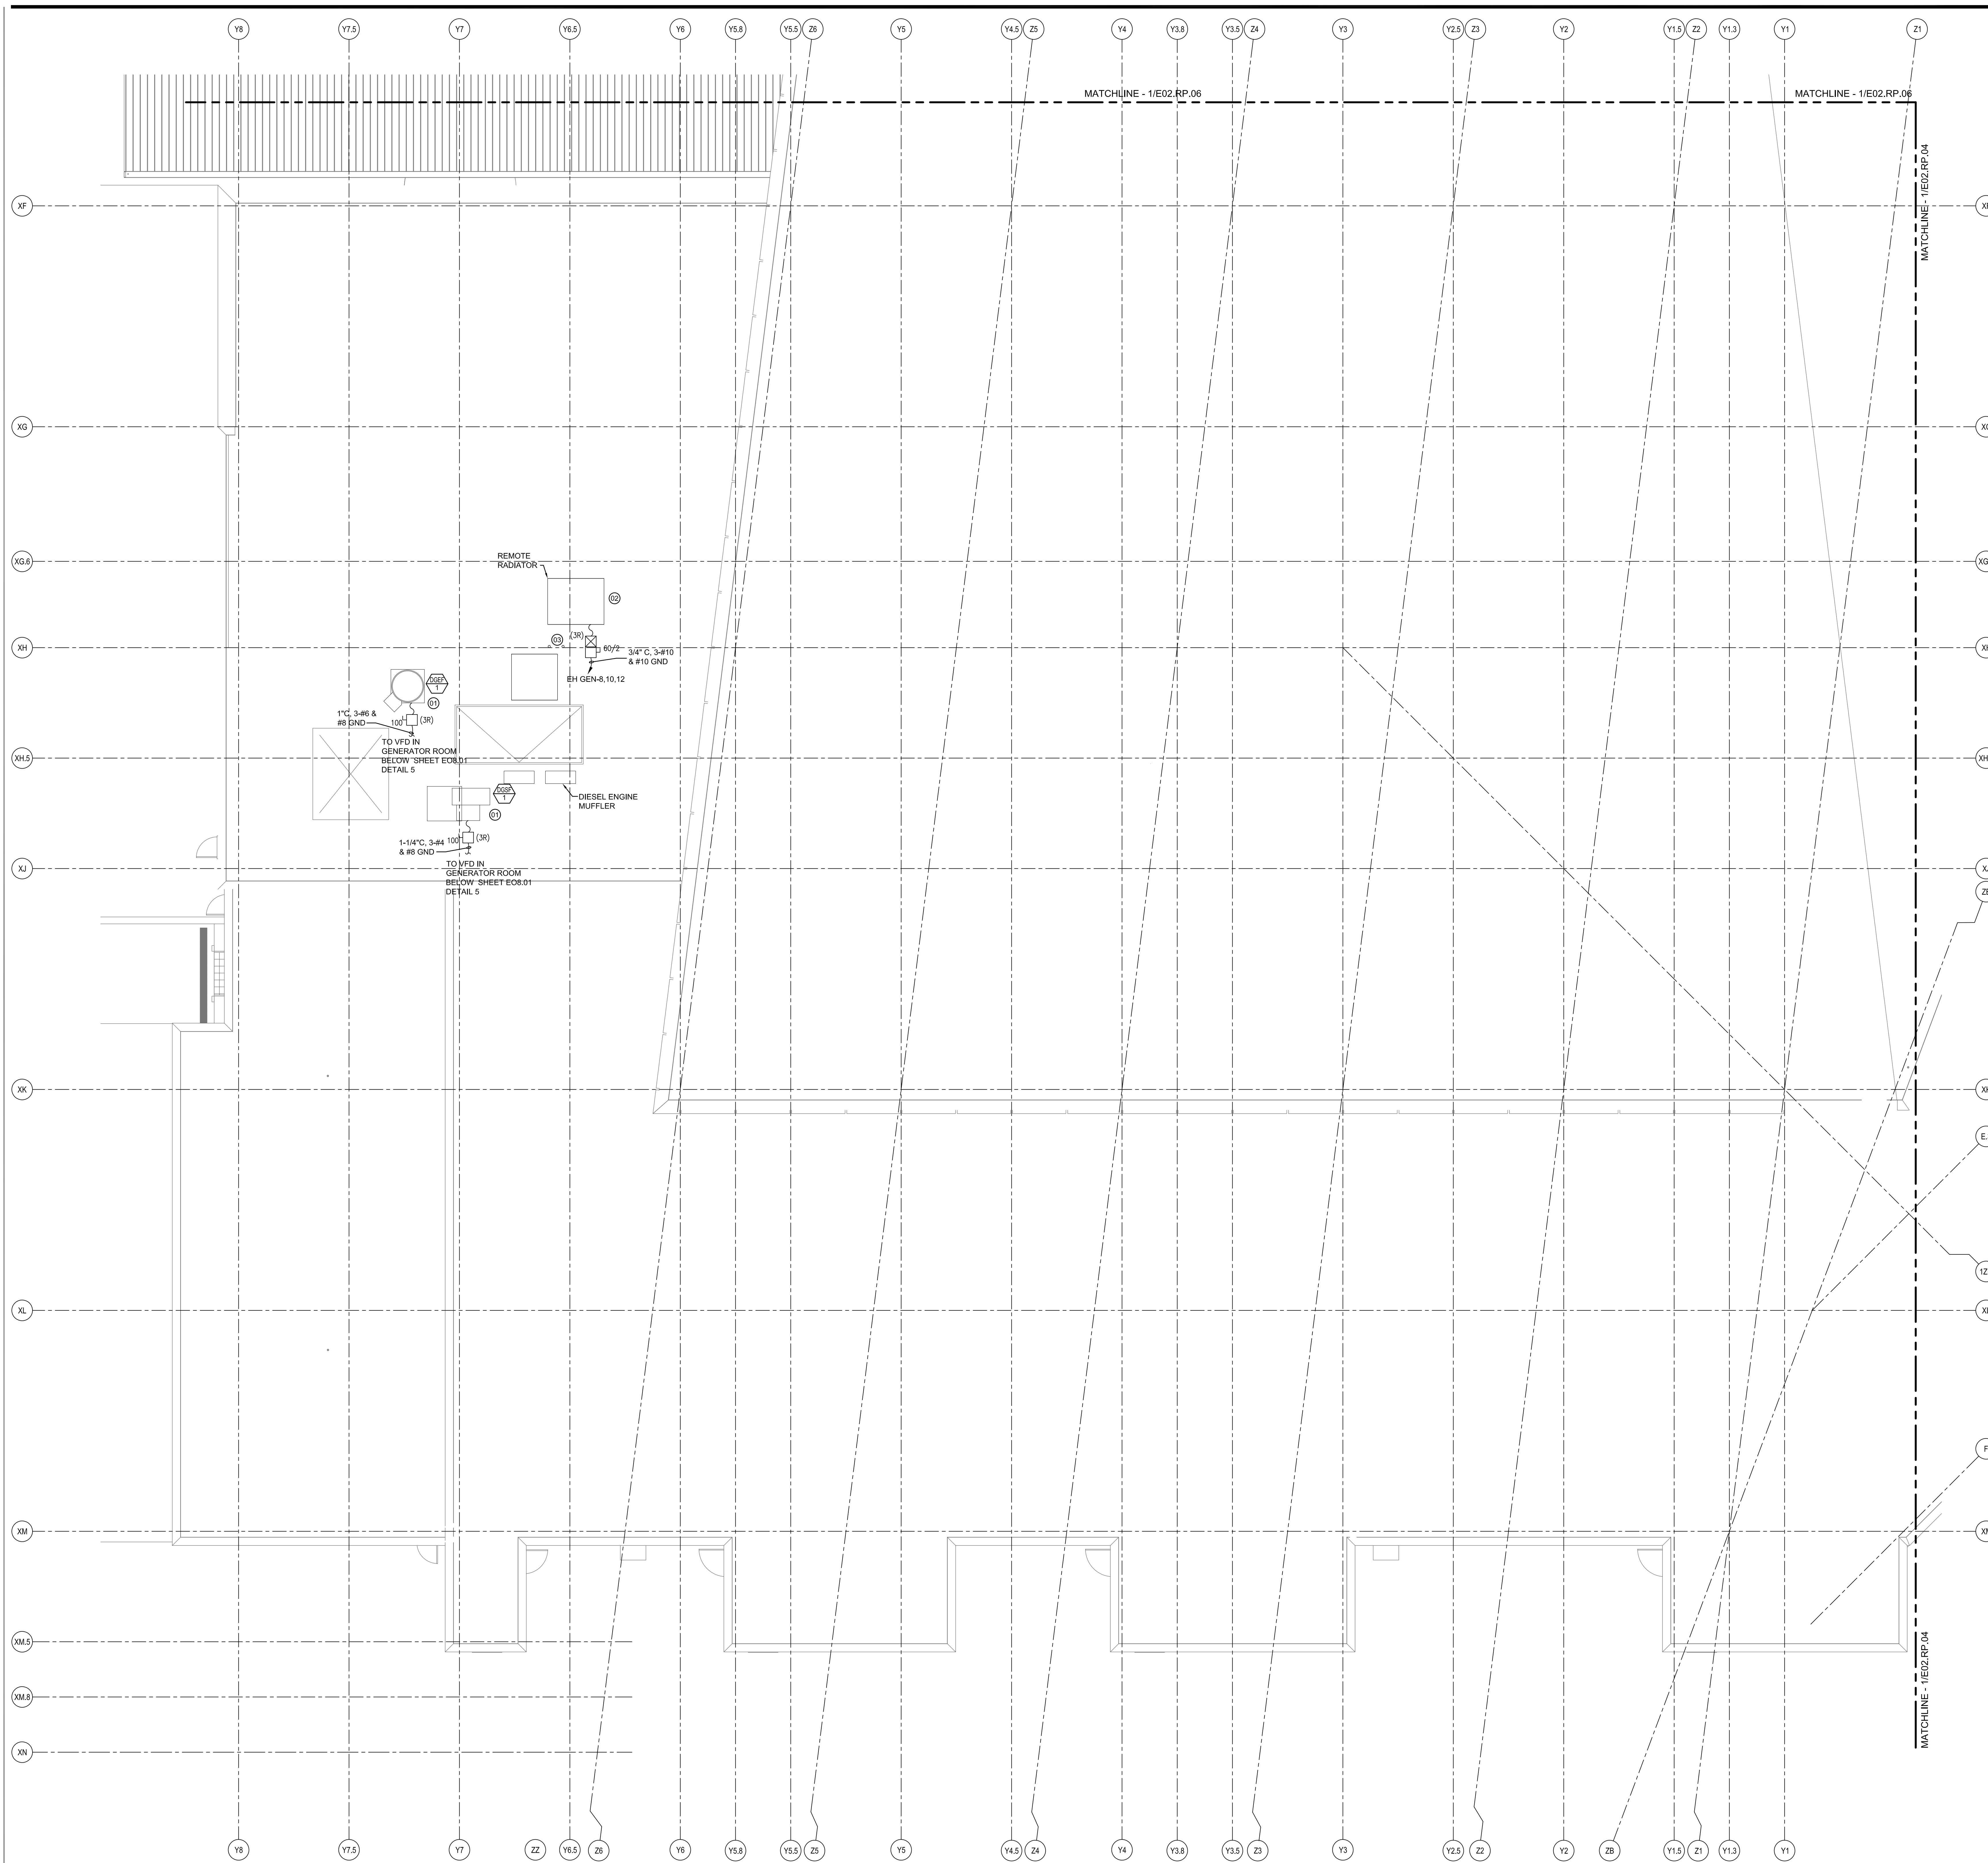 Y8
Y7.5
Y7
Y6.5
Y6
Y5.8
Y5.5
Z6
Y5
Y4.5
Z5
Y4
Y3.8
Y3.5
Z4
Y3
Y2.5
Z3
Y2
Y1.5
Z2
Y1.3
Y1
Z1
MATCHLINE - 1/E02.RP.06
MATCHLINE - 1/E02.RP.06
MATCHLINE - 1/E02.RP.04
XF
XG
XG.6
REMOTE
RADIATOR
02
XH
03
(3R)
60/2
3/4" C, 3-#10
& #10 GND
EH GEN-8,10,12
DGEF
1
01
1"C, 3-#6 &
#8 GND
100
(3R)
TO VFD IN
GENERATOR ROOM
BELOW SHEET EO8.01
DETAIL 5
XH.5
DGSF
1
01
DIESEL ENGINE
MUFFLER
1-1/4"C, 3-#4
& #8 GND
100
(3R)
TO VFD IN
GENERATOR ROOM
BELOW SHEET EO8.01
DETAIL 5
XJ
XK
XL
XM
XM.5
XM.8
XN
MATCHLINE - 1/E02.RP.04
Y8
Y7.5
Y7
ZZ
Y6.5
Z6
Y6
Y5.8
Y5.5
Z5
Y5
Y4.5
Z4
Y4
Y3.8
Y3.5
Z3
Y3
Y2.5
Z2
Y2
ZB
Y1.5
Z1
Y1.3
Y1